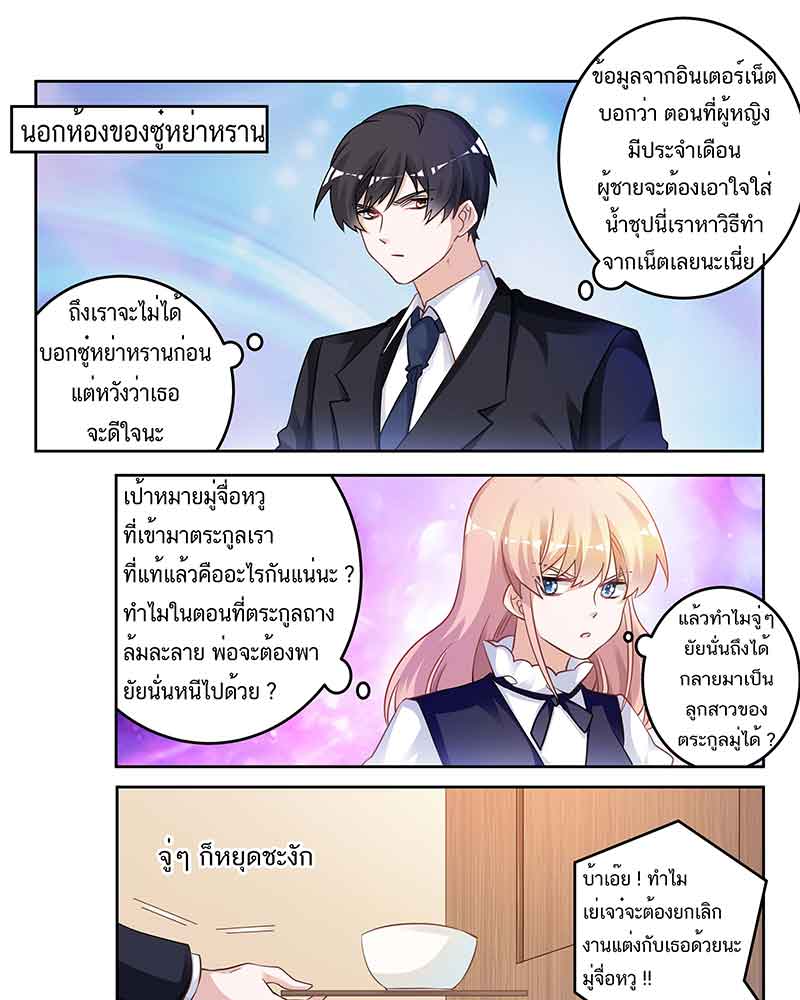 นอกห้องของซู๋หย่าหราน
ข้อมูลจากอินเตอร์เน็ต
บอกว่า ตอนที่ผู้หญิง
มีประจำเดือน
ผู้ชายจะต้องเอาใจใส่
น้ำซุปนี่เราหาวิธีทำ
จากเน็ตเลยนะเนี่ย !
ถึงเราจะไม่ได้
บอกซู๋หย่าหรานก่อน
แต่หวังว่าเธอ
จะดีใจนะ
เป้าหมายมู่จื่อหวู
ที่เข้ามาตระกูลเรา
ที่แท้แล้วคืออะไรกันแน่นะ ?
ทำไมในตอนที่ตระกูลถาง
ล้มละลาย พ่อจะต้องพา
ยัยนั่นหนีไปด้วย ?
แล้วทำไมจู่ๆ
ยัยนั่นถึงได้
กลายมาเป็น
ลูกสาวของ
ตระกูลมู่ได้ ?
จู่ๆ ก็หยุดชะงัก
บ้าเอ๊ย ! ทำไม
เย่เจว๋จะต้องยกเลิก
งานแต่งกับเธอด้วยนะ
มู่จื่อหวู !!